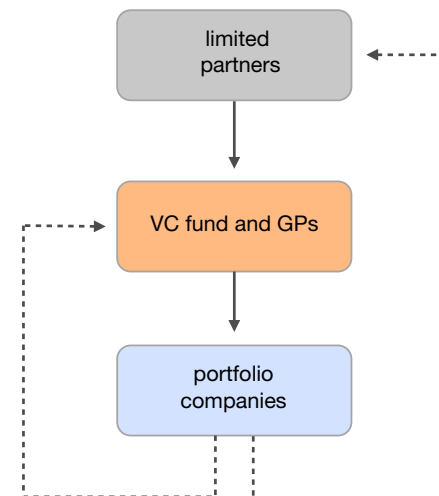 limited
partners
VC fund and GPs
portfolio
companies